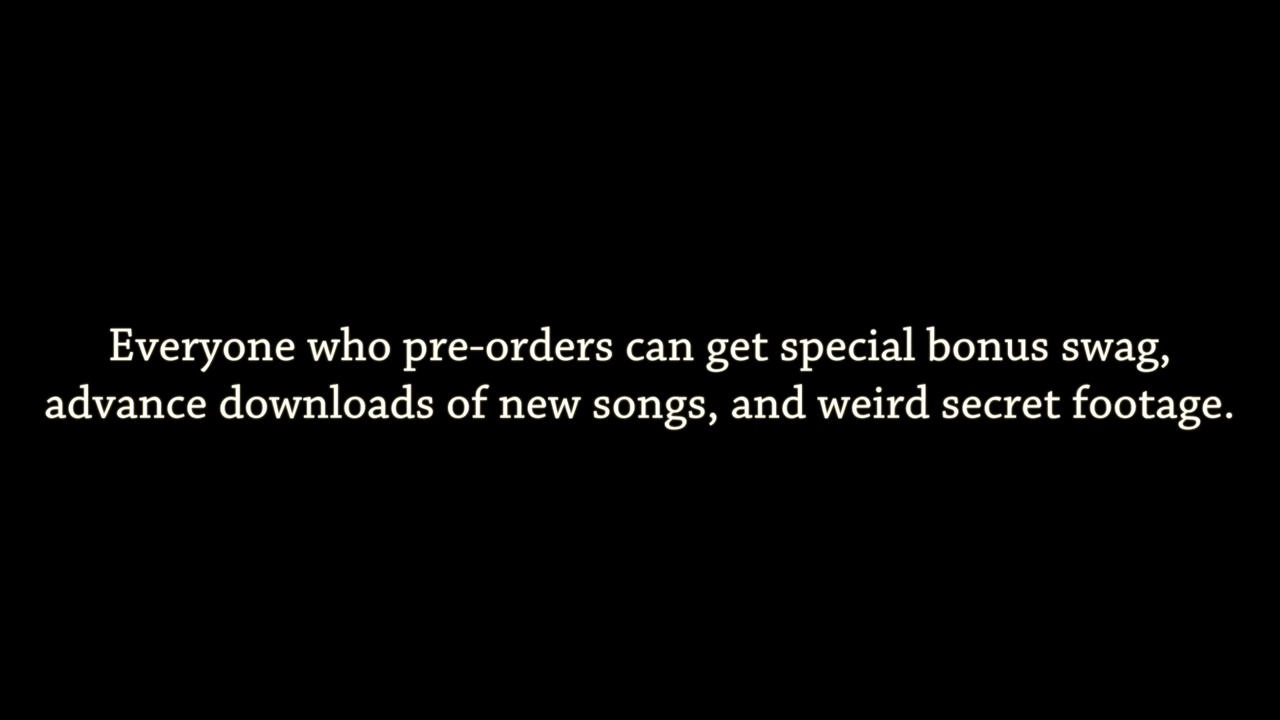 Everyone who pre-orders can get special bonus swag,
advance downloads of new songs, and weird secret footage.